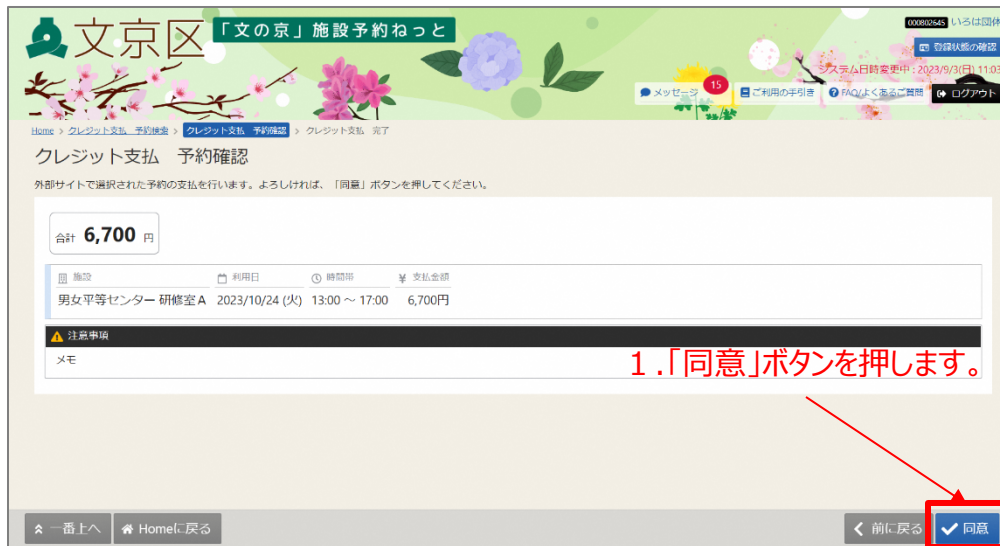 文京区
「文の京」施設予約ねっと
000802645 いろは団体
登録状態の確認
システム日時変更中 : 2023/9/3(日) 11:03
メッセージ 15 ご利用の手引き FAQ/よくあるご質問 ログアウト
Home > クレジット支払 予約検索 > クレジット支払 予約確認 > クレジット支払 完了
クレジット支払 予約確認
外部サイトで選択された予約の支払を行います。よろしければ、「同意」ボタンを押してください。
合計 6,700 円
施設 利用日 時間帯 ¥ 支払金額
男女平等センター 研修室A 2023/10/24 (火) 13:00 ～ 17:00 6,700円
注意事項
メモ
１.「同意」ボタンを押します。
一番上へ Homeに戻る 前に戻る 同意